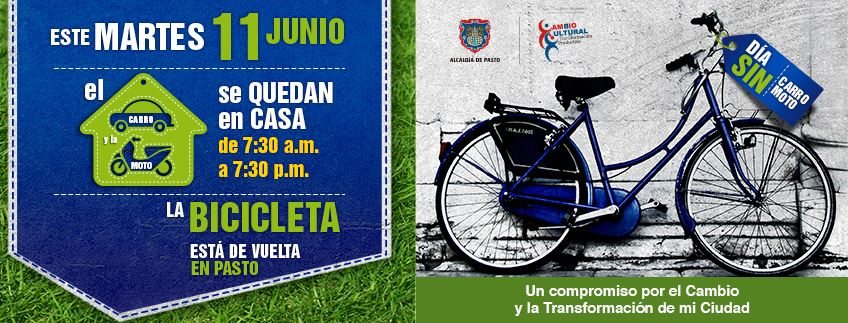 ESTE MARTES 11 JUNIO
el
CARRO
y la
MOTO
se QUEDAN
en CASA
de 7:30 a.m.
a 7:30 p.m.
LA BICICLETA
ESTÁ DE VUELTA
EN PASTO
ALCALDÍA DE PASTO
CAMBIO
CULTURAL
Transformación
Productiva
DÍA
SIN
CARRO
MOTO
Un compromiso por el Cambio
y la Transformación de mi Ciudad